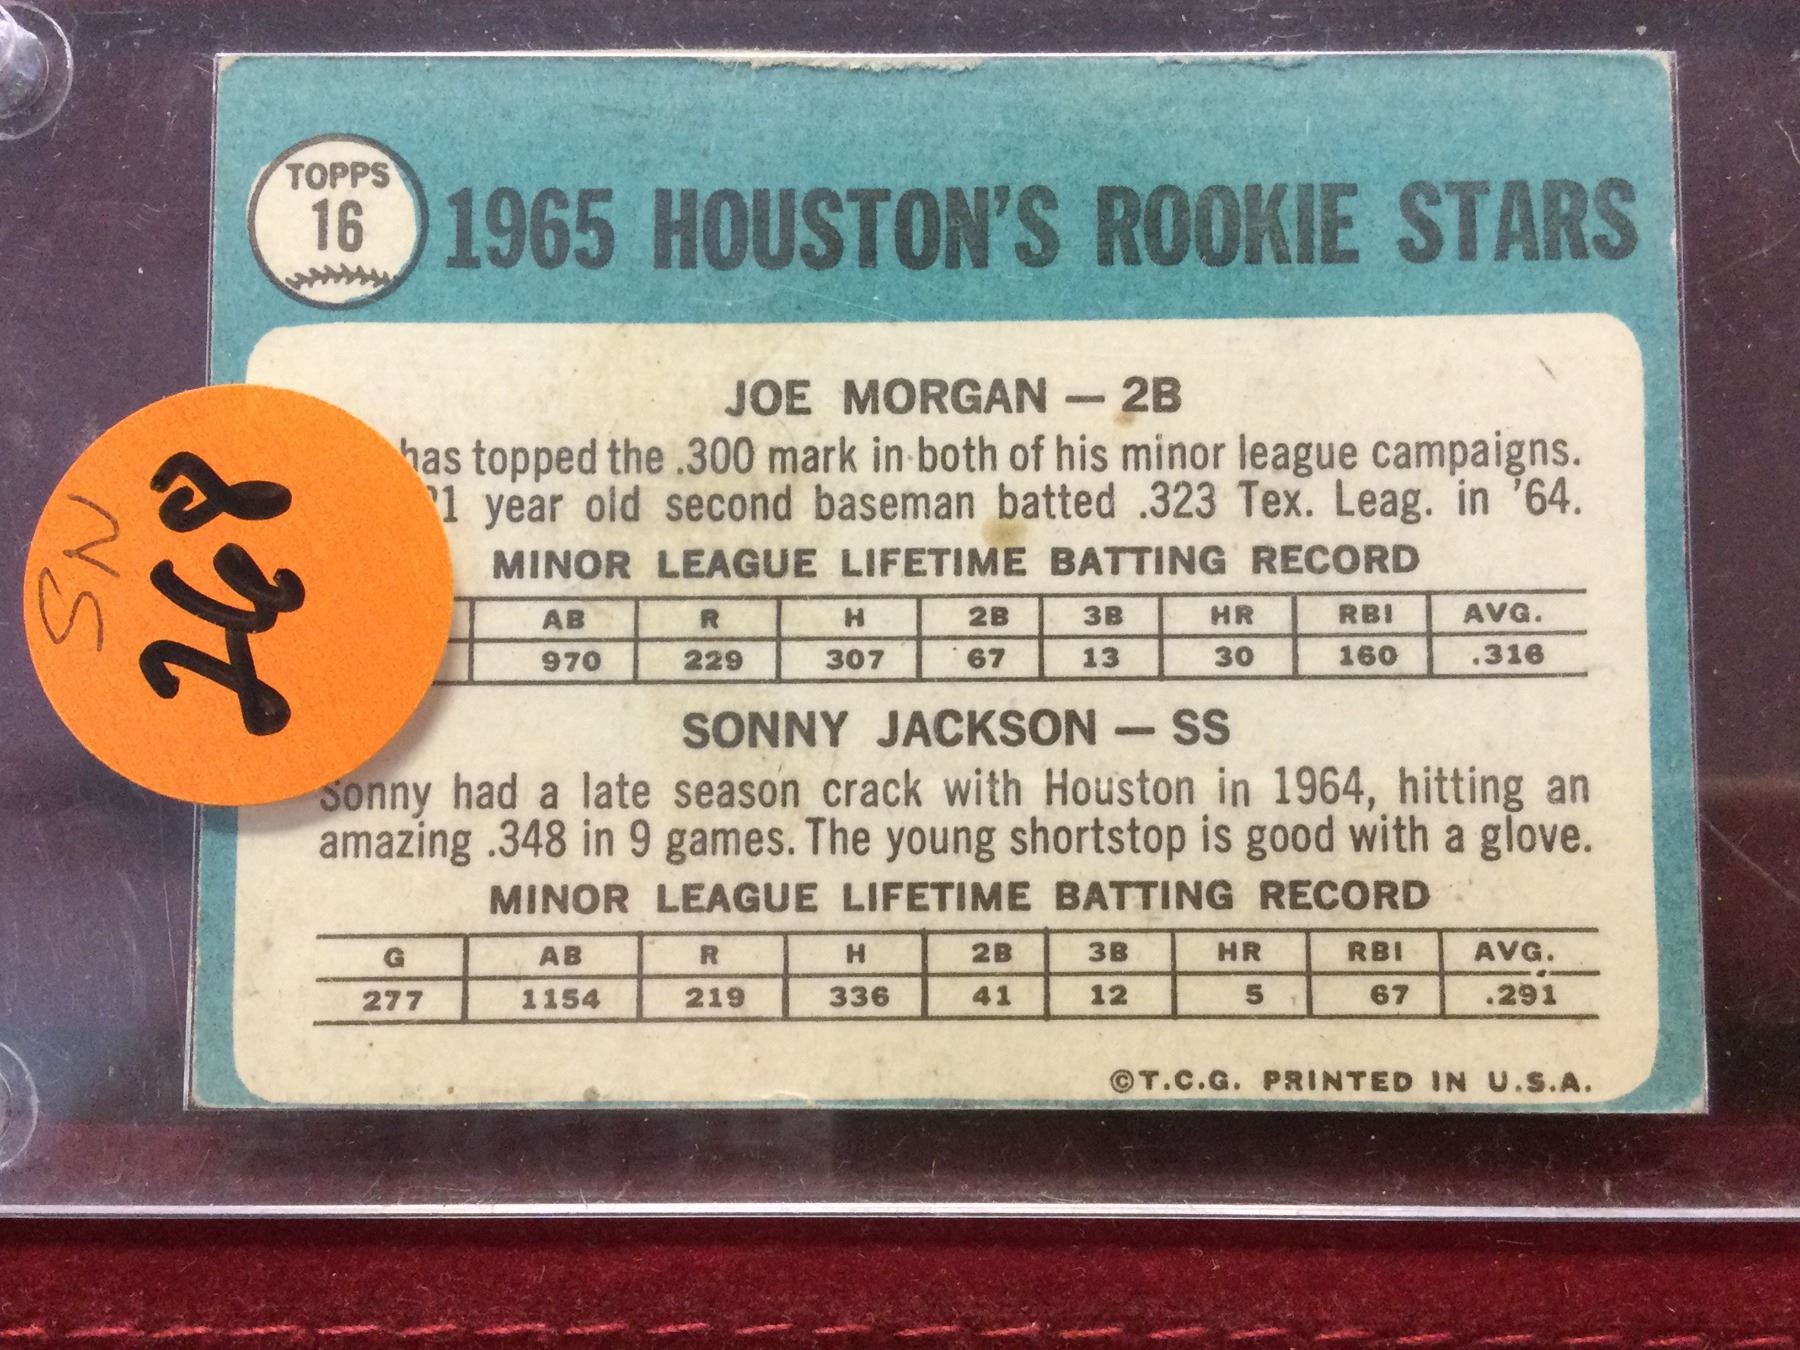 TOPPS
16
1965 HOUSTON'S ROOKIE STARS
JOE MORGAN — 2B
has topped the .300 mark in both of his minor league campaigns.
21 year old second baseman batted .323 Tex. Leag. in '64.
MINOR LEAGUE LIFETIME BATTING RECORD
AB R H 2B 3B HR RBI AVG.
970 229 307 67 13 30 160 .316
SONNY JACKSON — SS
Sonny had a late season crack with Houston in 1964, hitting an
amazing .348 in 9 games. The young shortstop is good with a glove.
MINOR LEAGUE LIFETIME BATTING RECORD
G AB R H 2B 3B HR RBI AVG.
277 1154 219 336 41 12 5 67 .291
©T.C.G. PRINTED IN U.S.A.
SN